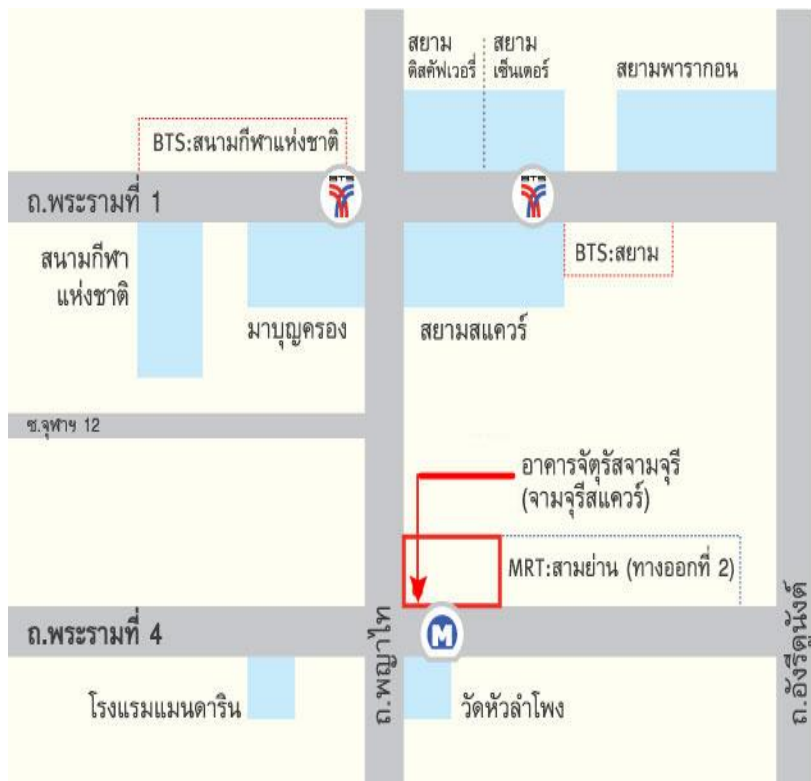 สยาม
ดิสคัฟเวอรี่
สยาม
เซ็นเตอร์
สยามพารากอน
BTS:สนามกีฬาแห่งชาติ
BTS
BTS
ถ.พระรามที่ 1
สนามกีฬา
แห่งชาติ
มาบุญครอง
สยามสแควร์
BTS:สยาม
ซ.จุฬาฯ 12
อาคารจัตุรัสจามจุรี
(จามจุรีสแควร์)
MRT:สามย่าน (ทางออกที่ 2)
ถ.พระรามที่ 4
M
โรงแรมแมนดาริน
วัดหัวลำโพง
ถ.พญาไท
ถ.อังรีดูนังต์